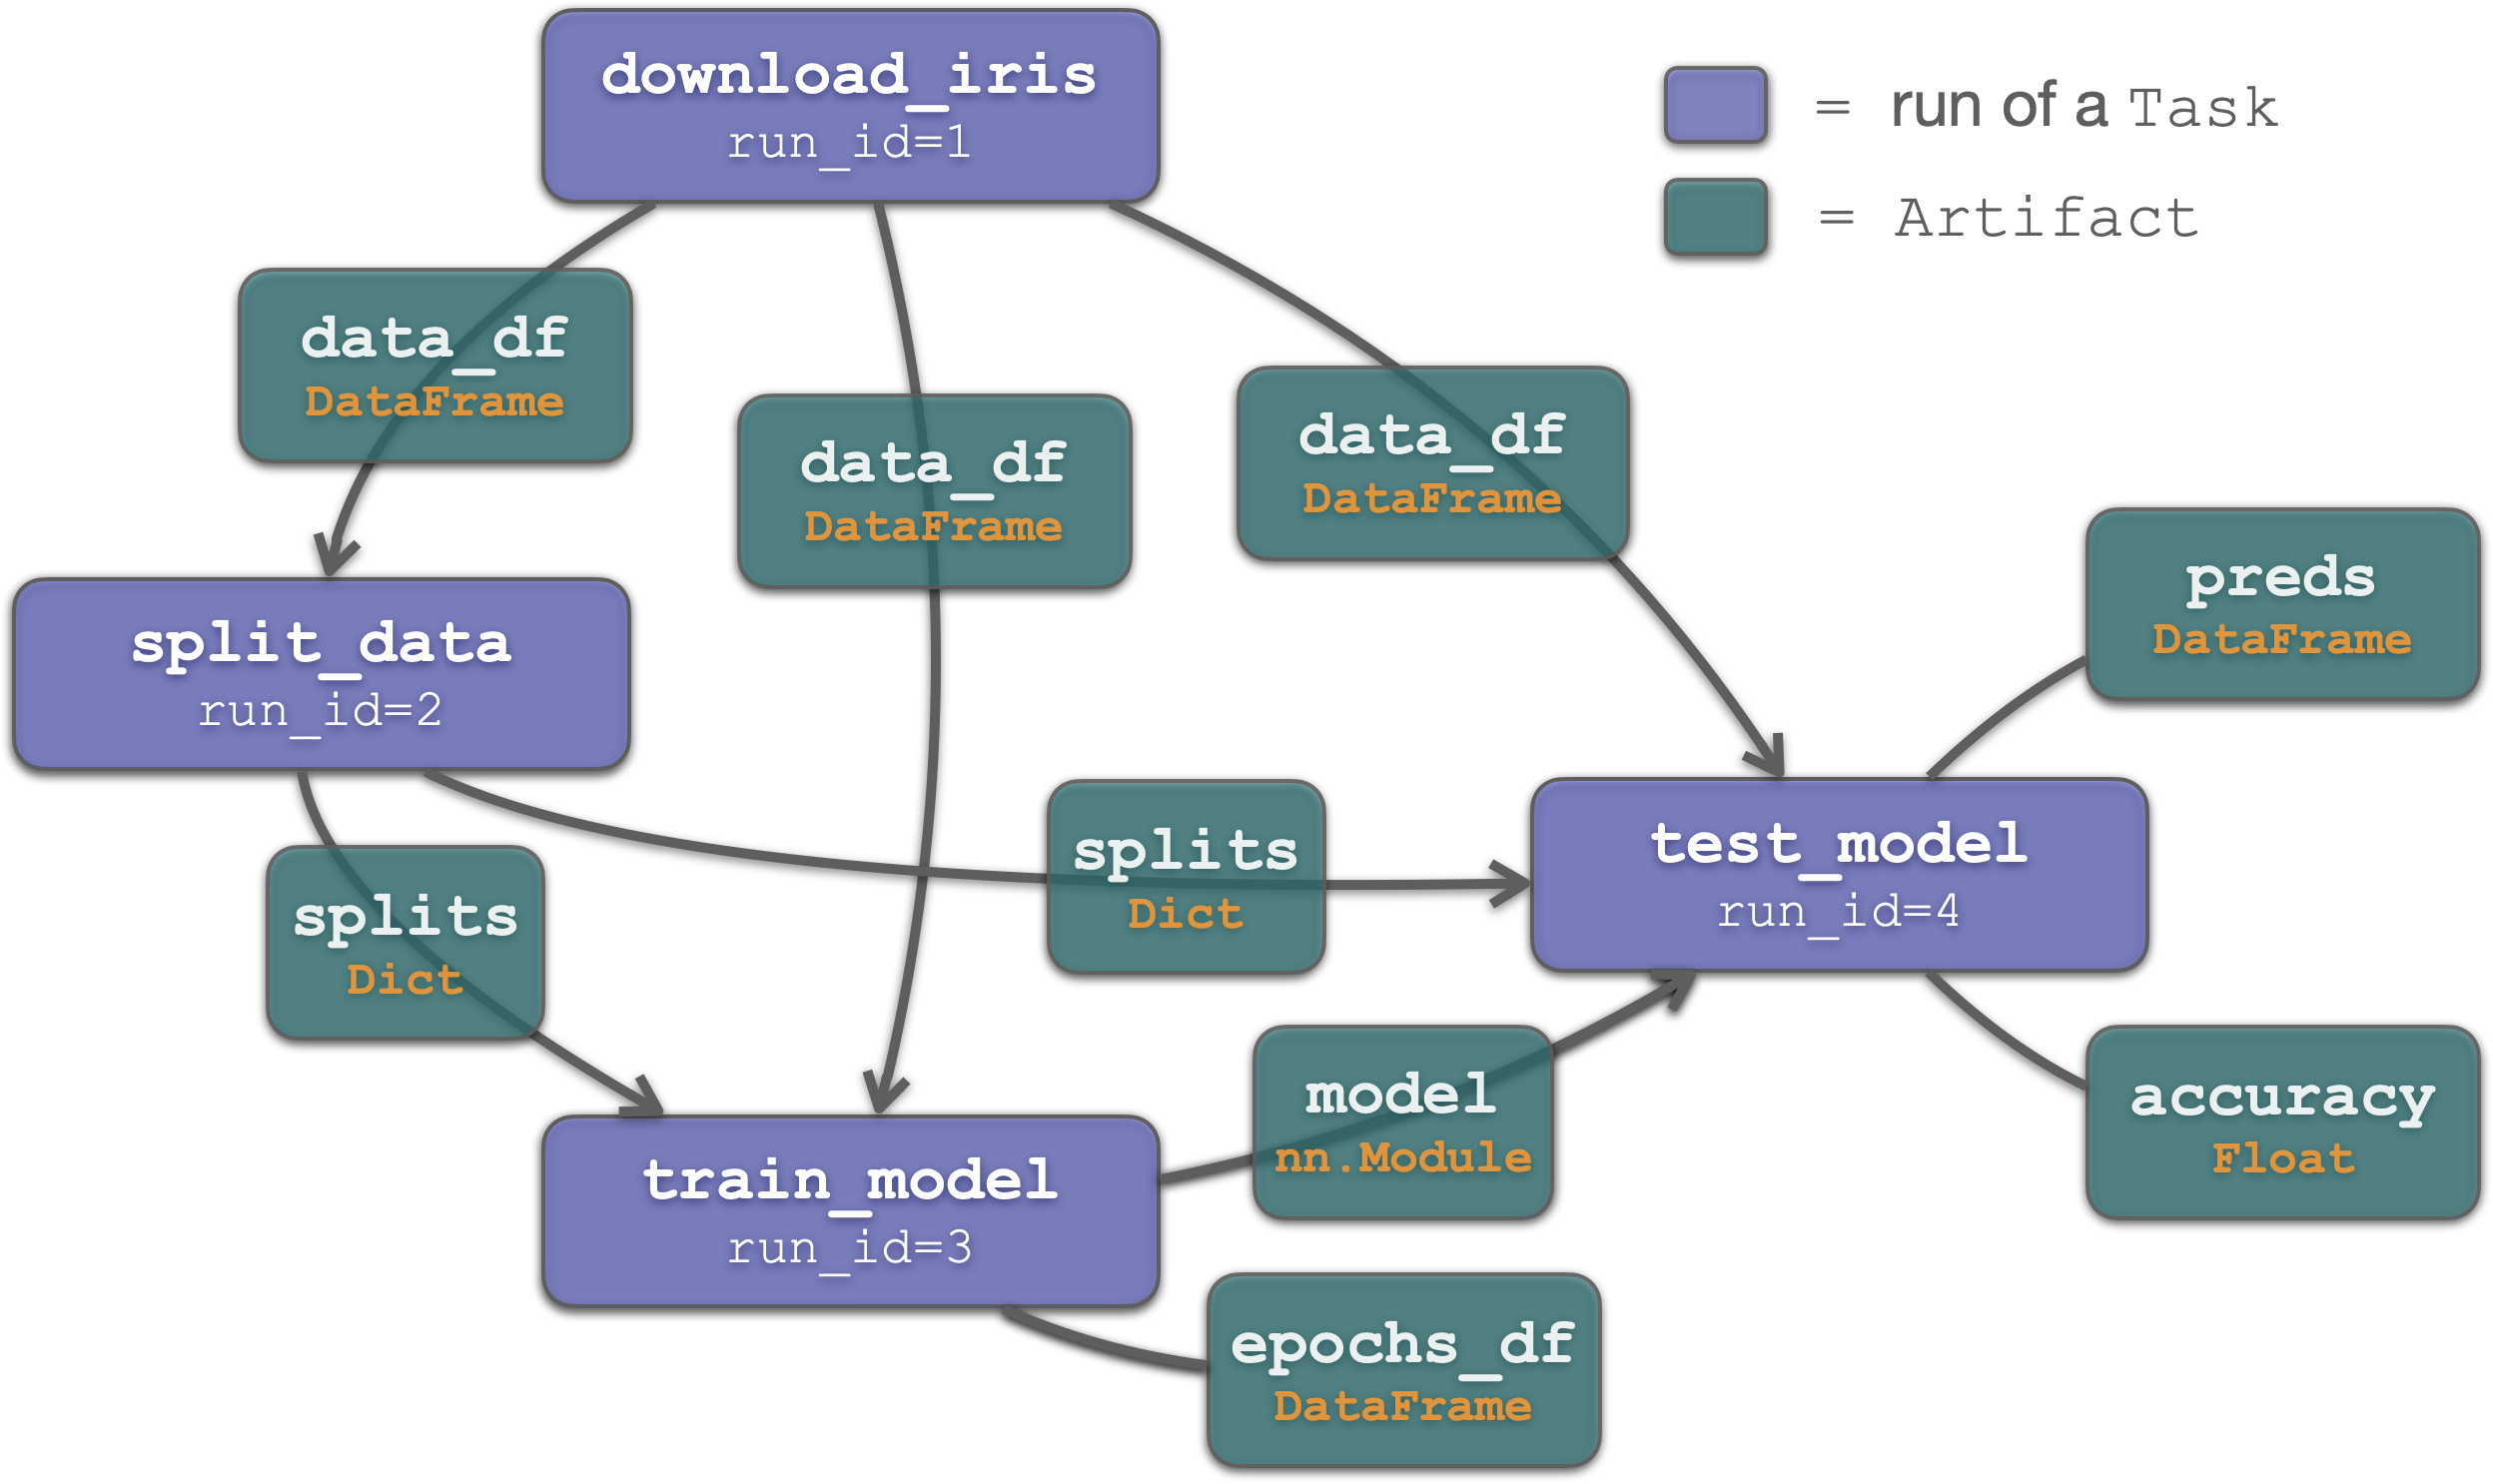 download_iris
run_id=1
= run of a Task
= Artifact
data_df
DataFrame
data_df
DataFrame
data_df
DataFrame
preds
DataFrame
split_data
run_id=2
splits
Dict
test_model
run_id=4
splits
Dict
model
nn.Module
accuracy
Float
train_model
run_id=3
epochs_df
DataFrame